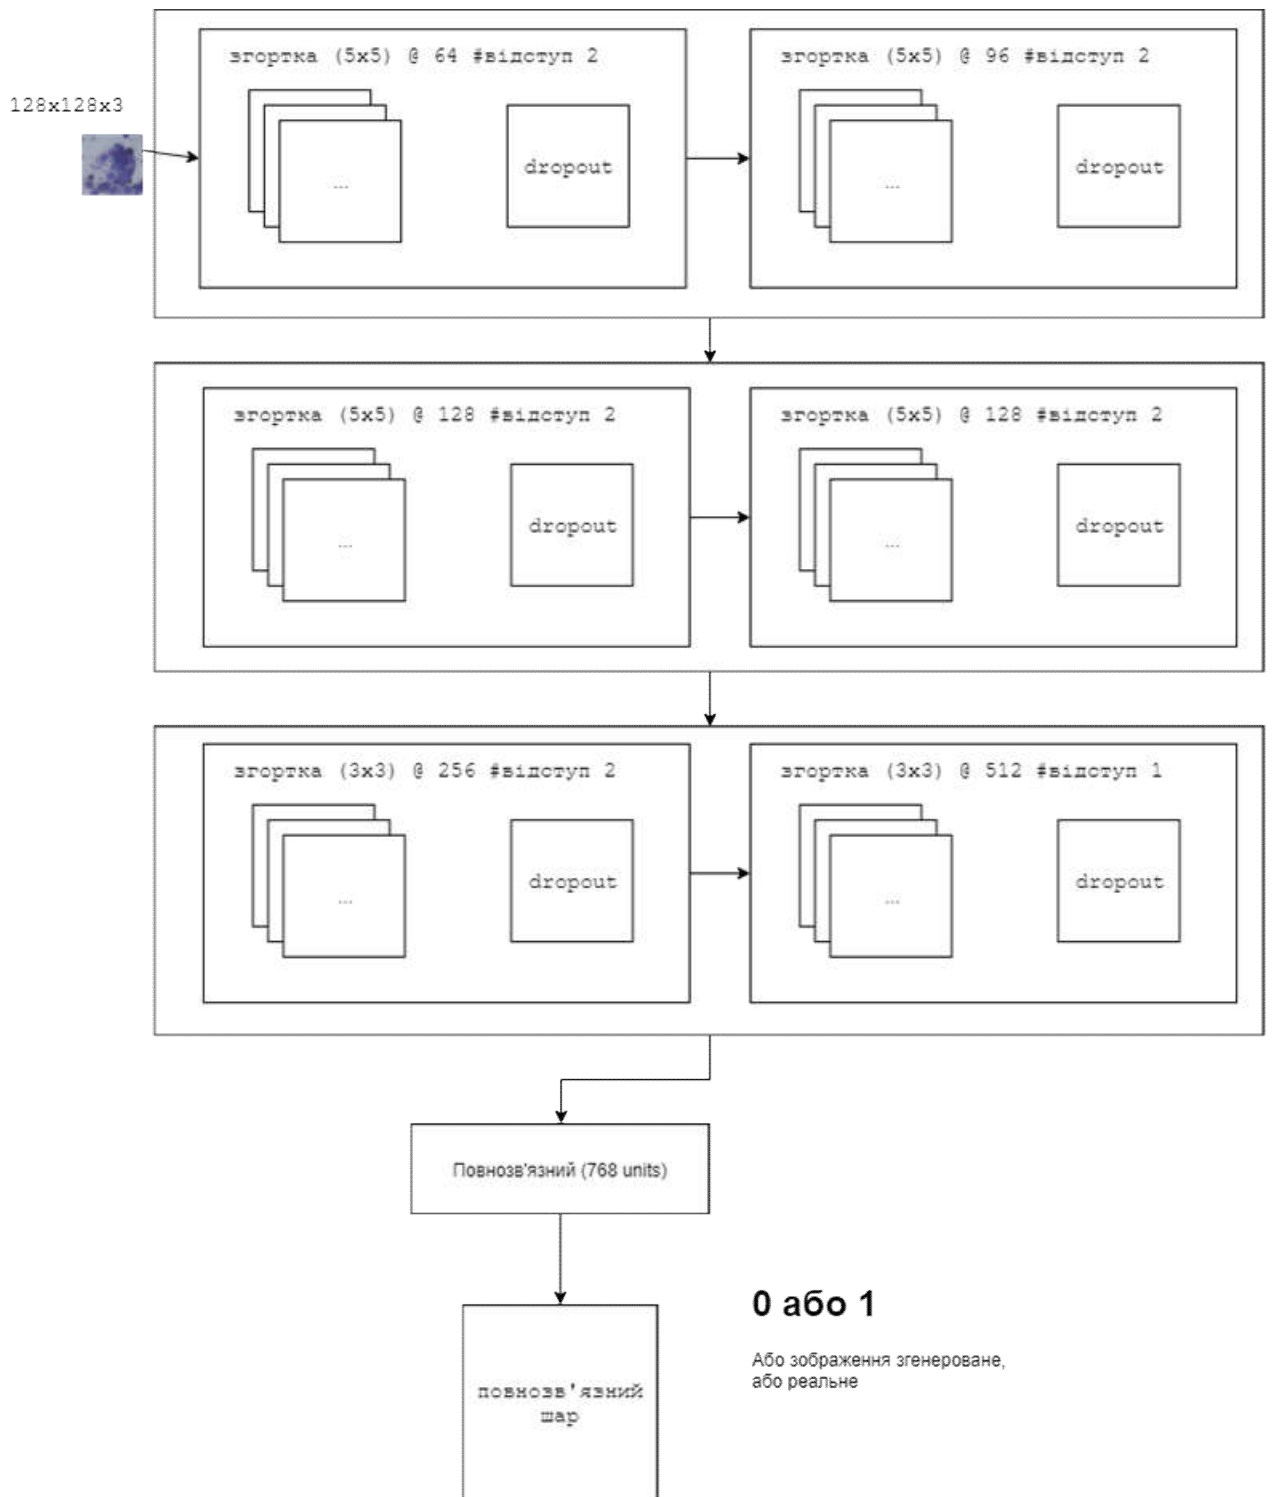 згортка (5x5) @ 64 #відступ 2
згортка (5x5) @ 96 #відступ 2
128x128x3
...
dropout
...
dropout
згортка (5x5) @ 128 #відступ 2
згортка (5x5) @ 128 #відступ 2
...
dropout
...
dropout
згортка (3x3) @ 256 #відступ 2
згортка (3x3) @ 512 #відступ 1
...
dropout
...
dropout
Повнозв'язний (768 units)
0 або 1
Або зображення згенероване,
або реальне
повнозв'язний
шар